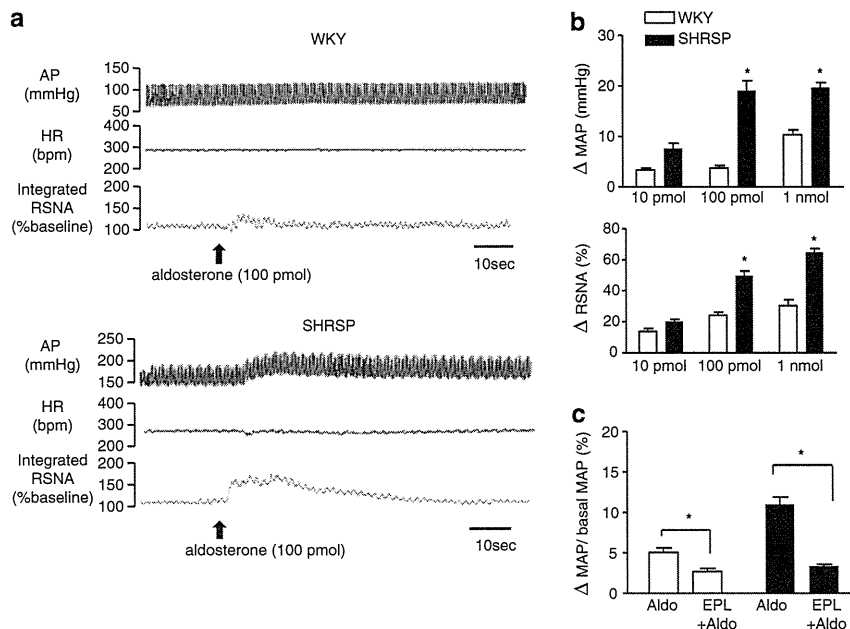 a
WKY
AP
(mmHg)
150
100
50
HR
(bpm)
400
300
200
Integrated
RSNA
(%baseline)
200
150
100
aldosterone (100 pmol)
10sec
SHRSP
AP
(mmHg)
250
200
150
HR
(bpm)
400
300
200
Integrated
RSNA
(%baseline)
200
150
100
aldosterone (100 pmol)
10sec
b
WKY
SHRSP
Δ MAP (mmHg)
30
20
10
0
* *
10 pmol 100 pmol 1 nmol
Δ RSNA (%)
80
60
40
20
0
* *
10 pmol 100 pmol 1 nmol
c
Δ MAP/ basal MAP (%)
20
15
10
5
0
* *
Aldo EPL Aldo EPL
+Aldo +Aldo